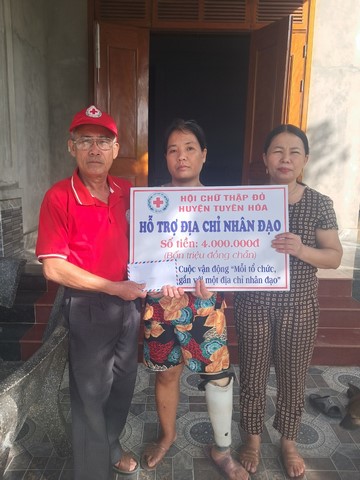 HỘI CHỮ THẬP ĐỎ
HUYỆN TUYÊN HÓA
HỖ TRỢ ĐỊA CHỈ NHÂN ĐẠO
Số tiền: 4.000.000đ
(Bốn triệu đồng chẵn)
Cuộc vận động "Mỗi tổ chức,
gắn với một địa chỉ nhân đạo"